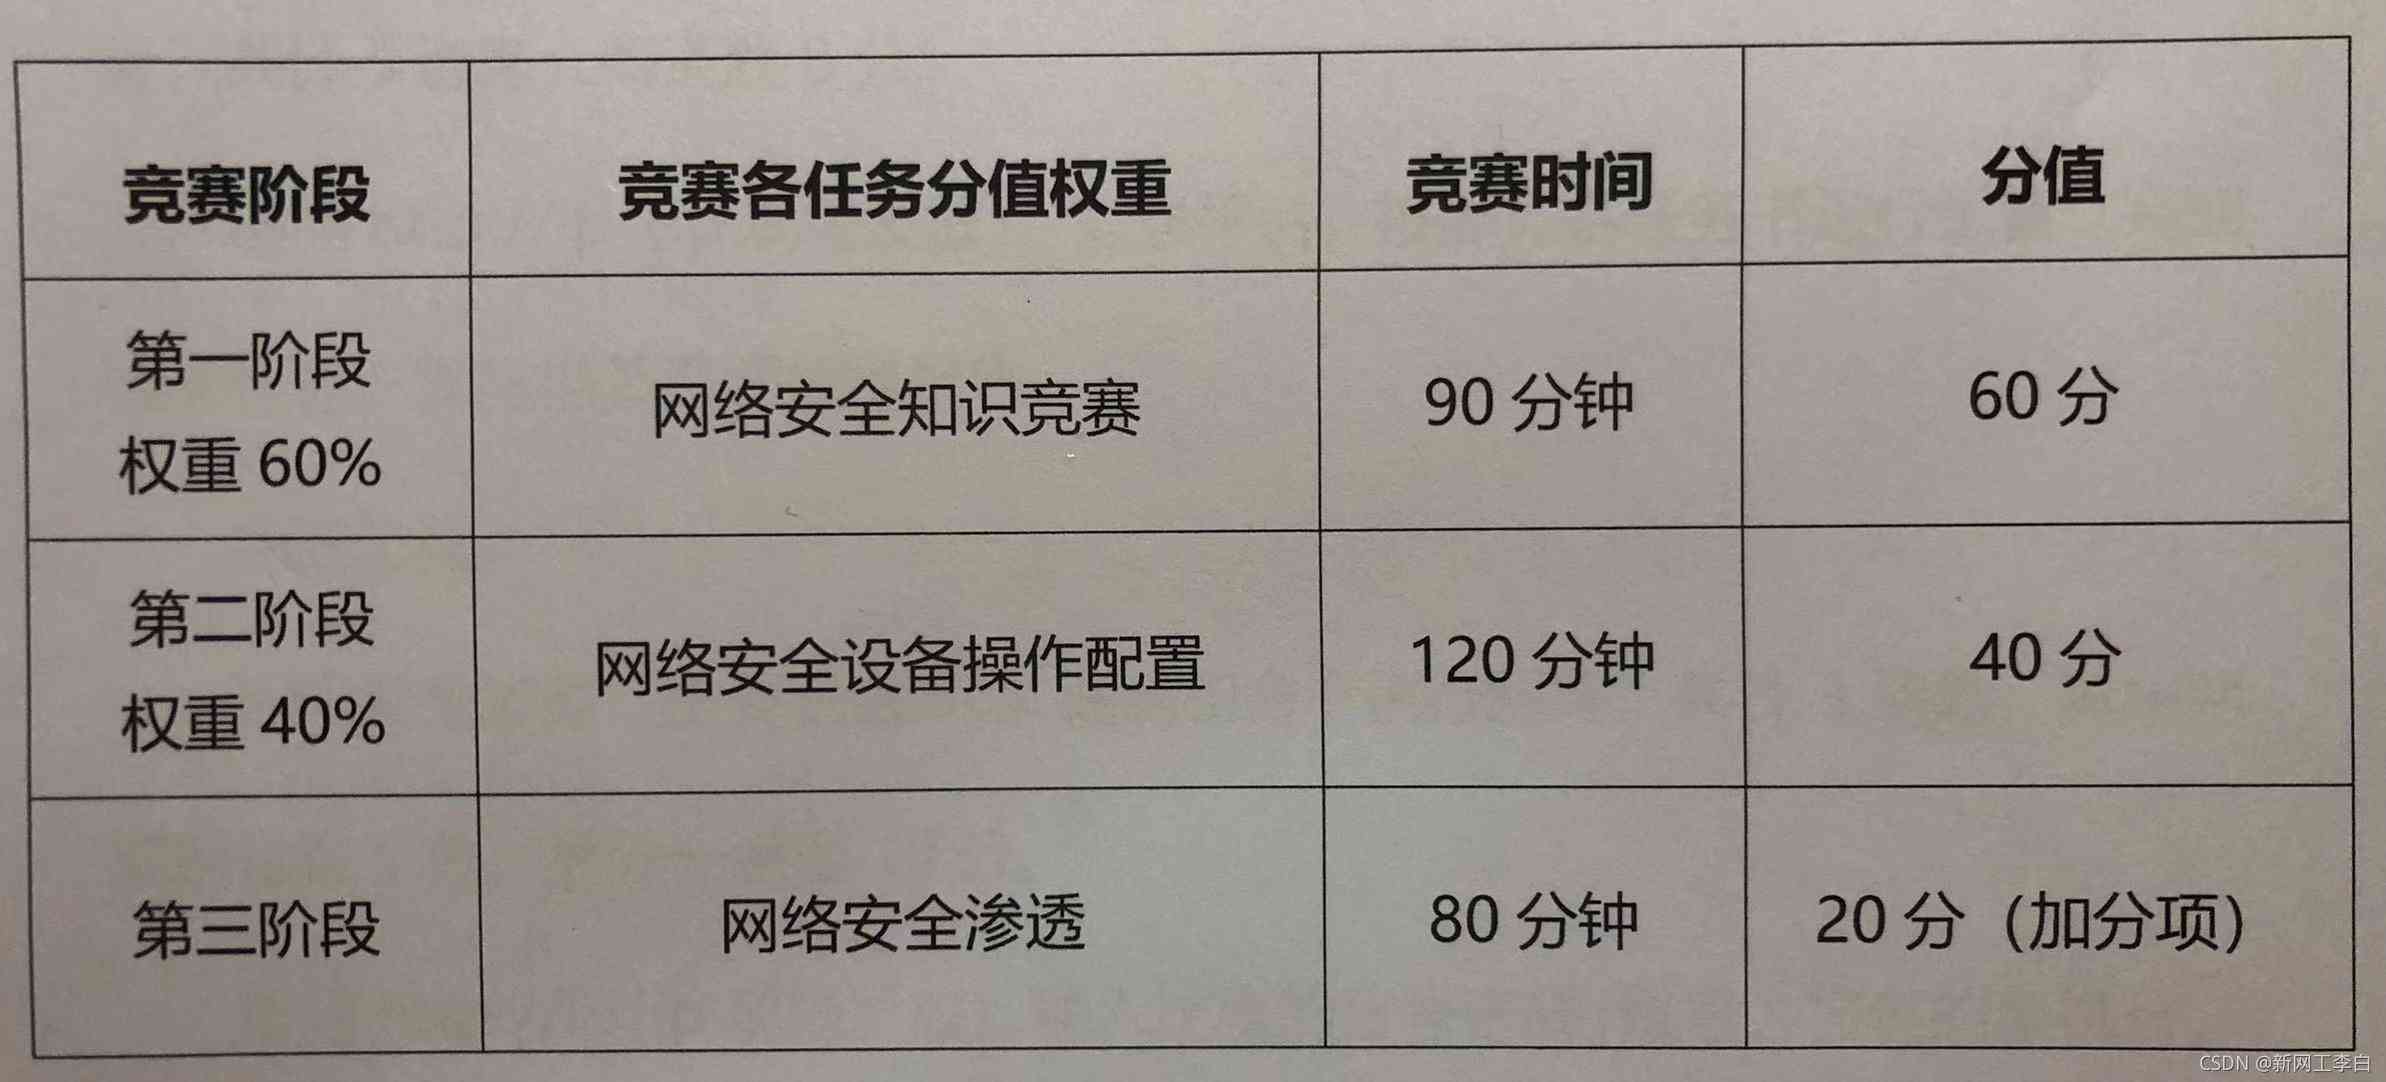 竞赛阶段 竞赛各任务分值权重 竞赛时间 分值
第一阶段
权重 60%
网络安全知识竞赛
90 分钟
60 分
第二阶段
权重 40%
网络安全设备操作配置
120 分钟
40 分
第三阶段
网络安全渗透
80 分钟
20 分（加分项）
CSDN @新网工李白